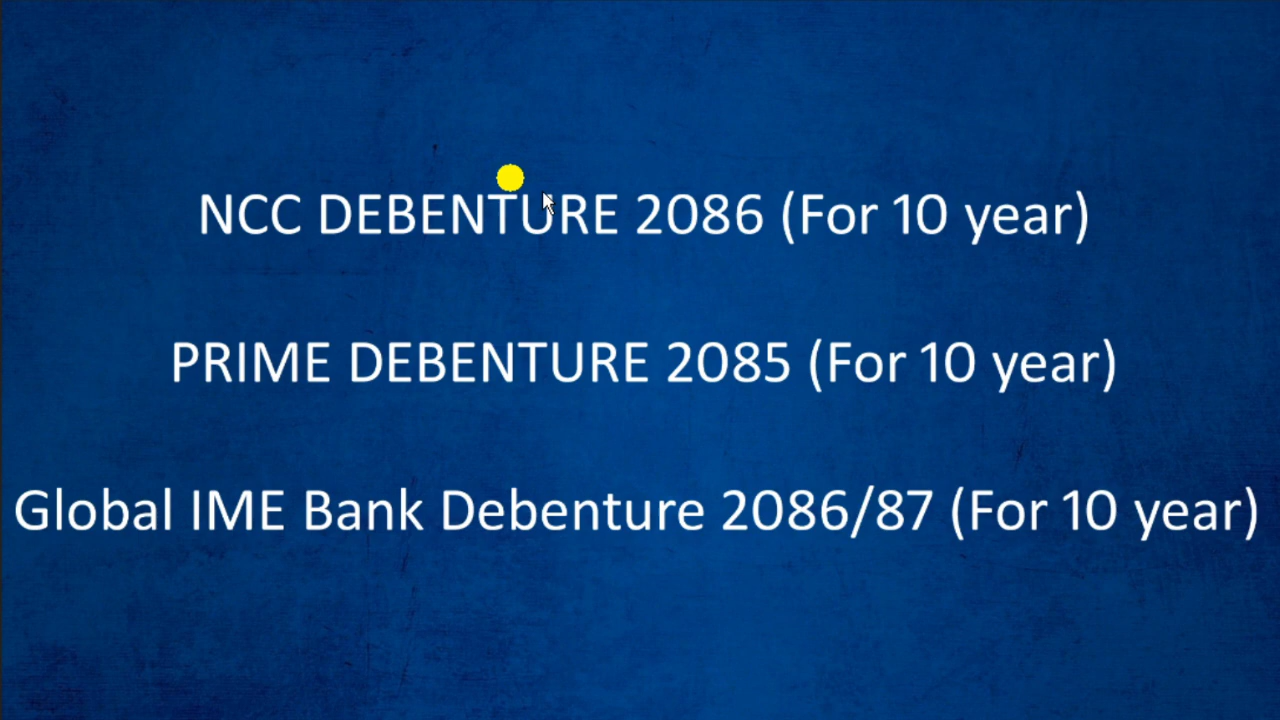 NCC DEBENTURE 2086 (For 10 year)
PRIME DEBENTURE 2085 (For 10 year)
Global IME Bank Debenture 2086/87 (For 10 year)